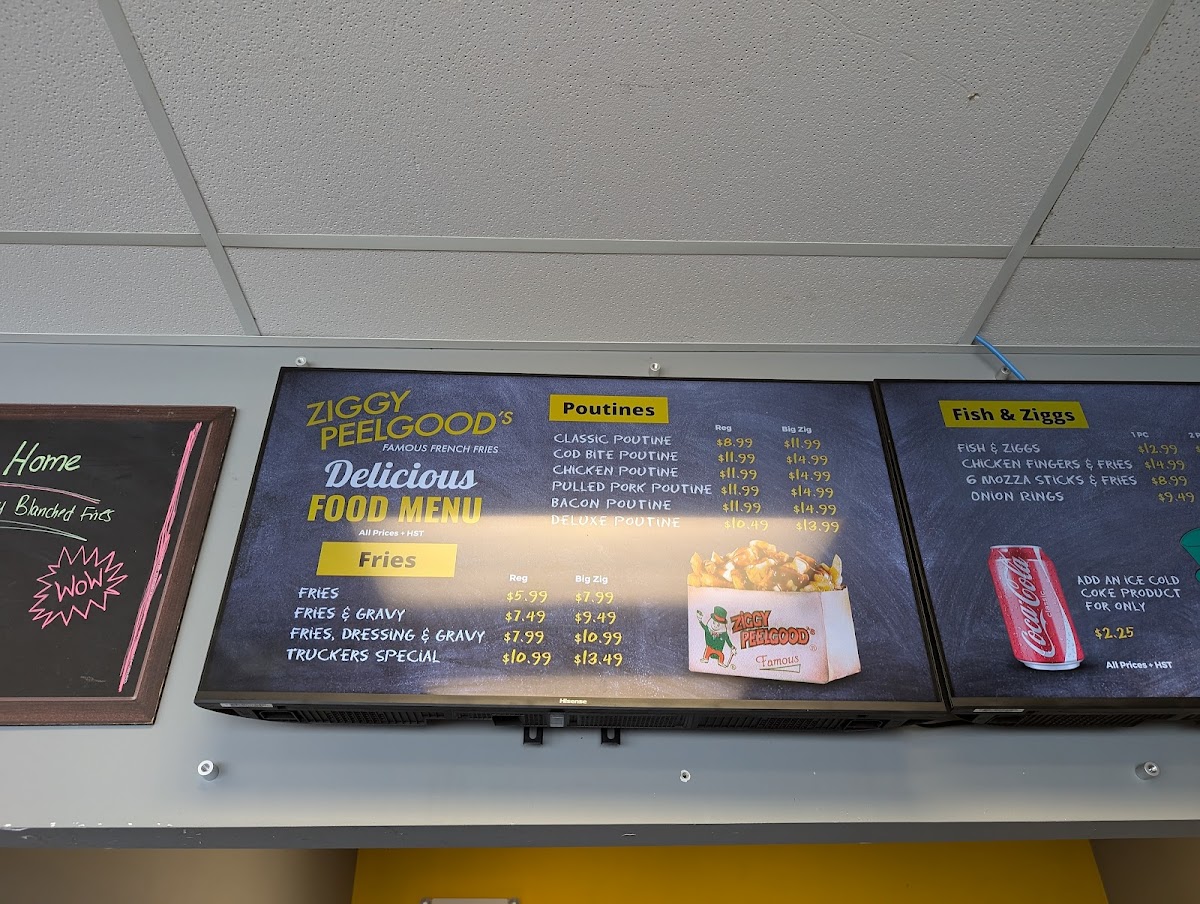 Home
Blanched Fries
WOW
ZIGGY
PEELGOOD'S
FAMOUS FRENCH FRIES
Delicious
FOOD MENU
All Prices + HST
Fries
Reg Big Zig
FRIES $5.99 $7.99
FRIES & GRAVY $7.49 $9.49
FRIES, DRESSING & GRAVY $7.99 $10.99
TRUCKERS SPECIAL $10.99 $13.49
Poutines
Reg Big Zig
CLASSIC POUTINE $8.99 $11.99
COD BITE POUTINE $11.99 $14.99
CHICKEN POUTINE $11.99 $14.99
PULLED PORK POUTINE $11.99 $14.99
BACON POUTINE $11.99 $14.99
DELUXE POUTINE $10.49 $13.99
ZIGGY
PEELGOOD'S
Famous
Hisense
Fish & Ziggs
1 PC
FISH & ZIGGS $12.99
CHICKEN FINGERS & FRIES $14.99
6 MOZZA STICKS & FRIES $8.99
ONION RINGS $9.49
Coca-Cola
ADD AN ICE COLD
COKE PRODUCT
FOR ONLY
$2.25
All Prices + HST